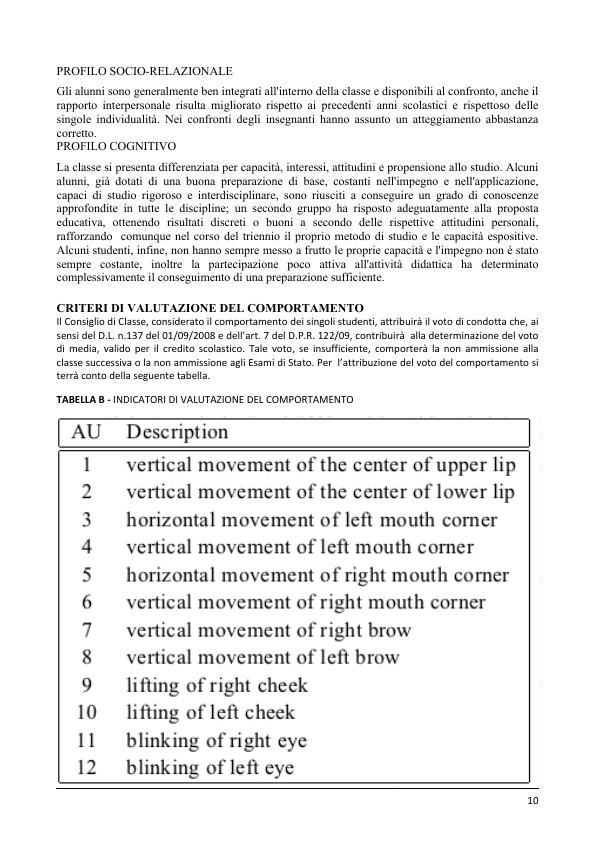 PROFILO SOCIO-RELAZIONALE
Gli alunni sono generalmente ben integrati all'interno della classe e disponibili al confronto, anche il
rapporto interpersonale risulta migliorato rispetto ai precedenti anni scolastici e rispettoso delle
singole individualità. Nei confronti degli insegnanti hanno assunto un atteggiamento abbastanza
corretto.
PROFILO COGNITIVO
La classe si presenta differenziata per capacità, interessi, attitudini e propensione allo studio. Alcuni
alunni, già dotati di una buona preparazione di base, costanti nell'impegno e nell'applicazione,
capaci di studio rigoroso e interdisciplinare, sono riusciti a conseguire un grado di conoscenze
approfondite in tutte le discipline; un secondo gruppo ha risposto adeguatamente alla proposta
educativa, ottenendo risultati discreti o buoni a secondo delle rispettive attitudini personali,
rafforzando comunque nel corso del triennio il proprio metodo di studio e le capacità espositive.
Alcuni studenti, infine, non hanno sempre messo a frutto le proprie capacità e l'impegno non è stato
sempre costante, inoltre la partecipazione poco attiva all'attività didattica ha determinato
complessivamente il conseguimento di una preparazione sufficiente.
CRITERI DI VALUTAZIONE DEL COMPORTAMENTO
Il Consiglio di Classe, considerato il comportamento dei singoli studenti, attribuirà il voto di condotta che, ai
sensi del D.L. n.137 del 01/09/2008 e dell'art. 7 del D.P.R. 122/09, contribuirà alla determinazione del voto
di media, valido per il credito scolastico. Tale voto, se insufficiente, comporterà la non ammissione alla
classe successiva o la non ammissione agli Esami di Stato. Per l'attribuzione del voto del comportamento si
terrà conto della seguente tabella.
TABELLA B - INDICATORI DI VALUTAZIONE DEL COMPORTAMENTO
AU Description
1 vertical movement of the center of upper lip
2 vertical movement of the center of lower lip
3 horizontal movement of left mouth corner
4 vertical movement of left mouth corner
5 horizontal movement of right mouth corner
6 vertical movement of right mouth corner
7 vertical movement of right brow
8 vertical movement of left brow
9 lifting of right cheek
10 lifting of left cheek
11 blinking of right eye
12 blinking of left eye
10